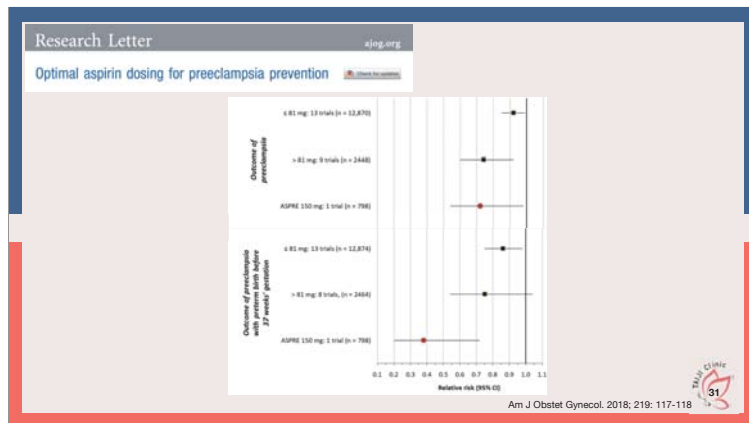 Research Letter
ajog.org
Optimal aspirin dosing for preeclampsia prevention
Check for updates
Outcome of
preeclampsia
≤ 81 mg: 13 trials (n = 12,870)
> 81 mg: 9 trials (n = 2448)
ASPRE 150 mg: 1 trial (n = 798)
Outcome of preeclampsia
with preterm birth before
37 weeks' gestation
≤ 81 mg: 13 trials (n = 12,874)
> 81 mg: 8 trials, (n = 2464)
ASPRE 150 mg: 1 trial (n = 798)
0.1 0.2 0.3 0.4 0.5 0.6 0.7 0.8 0.9 1.0 1.1
Relative risk (95% CI)
TAIJI Clinic
31
Am J Obstet Gynecol. 2018; 219: 117-118